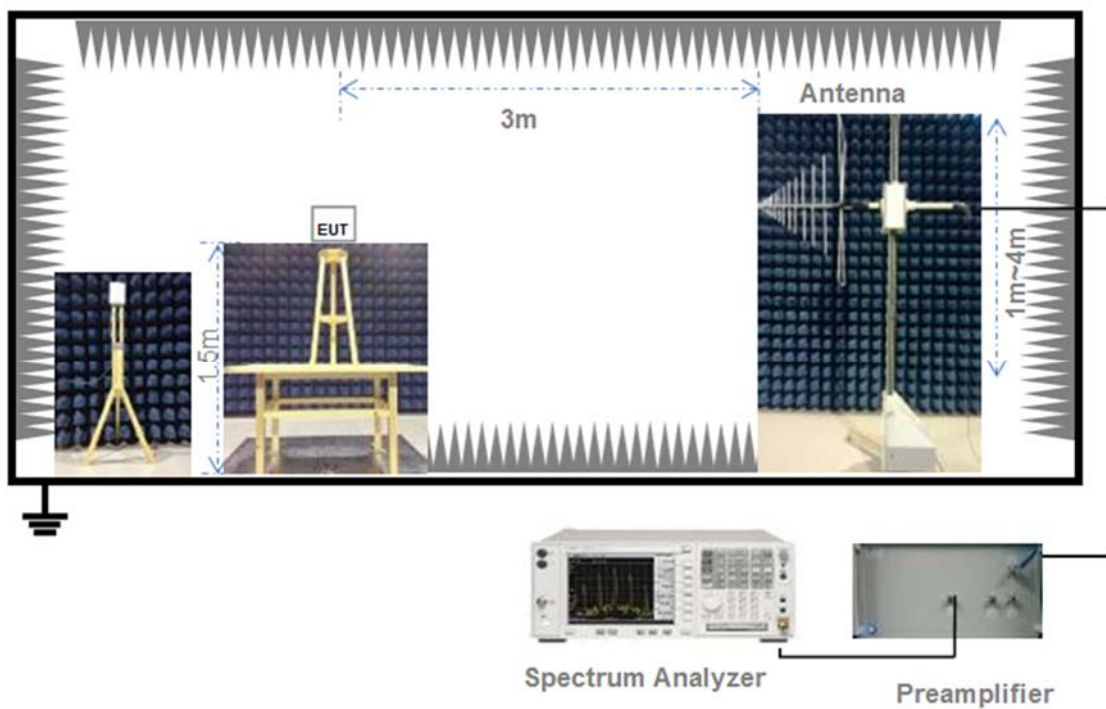 Antenna
3m
EUT
1.5m
1m~4m
Spectrum Analyzer
Preamplifier